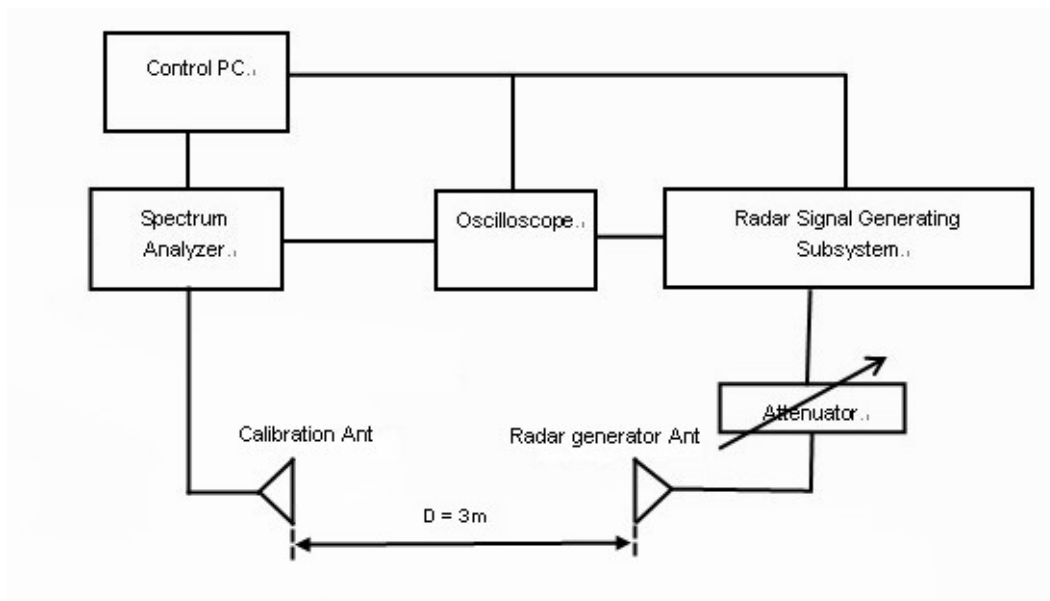 Control PC.
Spectrum
Analyzer.
Oscilloscope.
Radar Signal Generating
Subsystem.
Attenuator.
Calibration Ant
Radar generator Ant
D = 3m